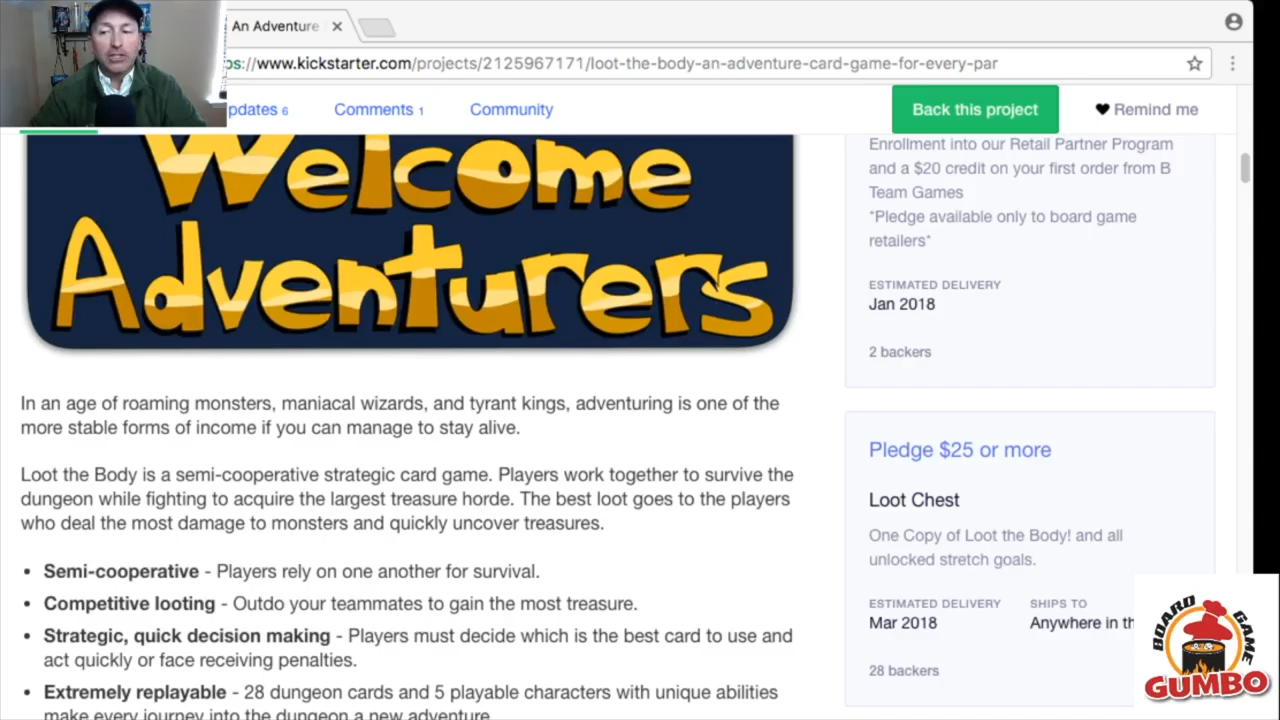 An Adventure
ps://www.kickstarter.com/projects/2125967171/loot-the-body-an-adventure-card-game-for-every-par
pdates 6
Comments 1
Community
Back this project
Remind me
Welcome
Adventurers
In an age of roaming monsters, maniacal wizards, and tyrant kings, adventuring is one of the
more stable forms of income if you can manage to stay alive.
Loot the Body is a semi-cooperative strategic card game. Players work together to survive the
dungeon while fighting to acquire the largest treasure horde. The best loot goes to the players
who deal the most damage to monsters and quickly uncover treasures.
• Semi-cooperative - Players rely on one another for survival.
• Competitive looting - Outdo your teammates to gain the most treasure.
• Strategic, quick decision making - Players must decide which is the best card to use and
act quickly or face receiving penalties.
• Extremely replayable - 28 dungeon cards and 5 playable characters with unique abilities
make every journey into the dungeon a new adventure.
Enrollment into our Retail Partner Program
and a $20 credit on your first order from B
Team Games
*Pledge available only to board game
retailers*
ESTIMATED DELIVERY
Jan 2018
2 backers
Pledge $25 or more
Loot Chest
One Copy of Loot the Body! and all
unlocked stretch goals.
ESTIMATED DELIVERY
Mar 2018
SHIPS TO
Anywhere in th
28 backers
BOARD GAME
GUMBO